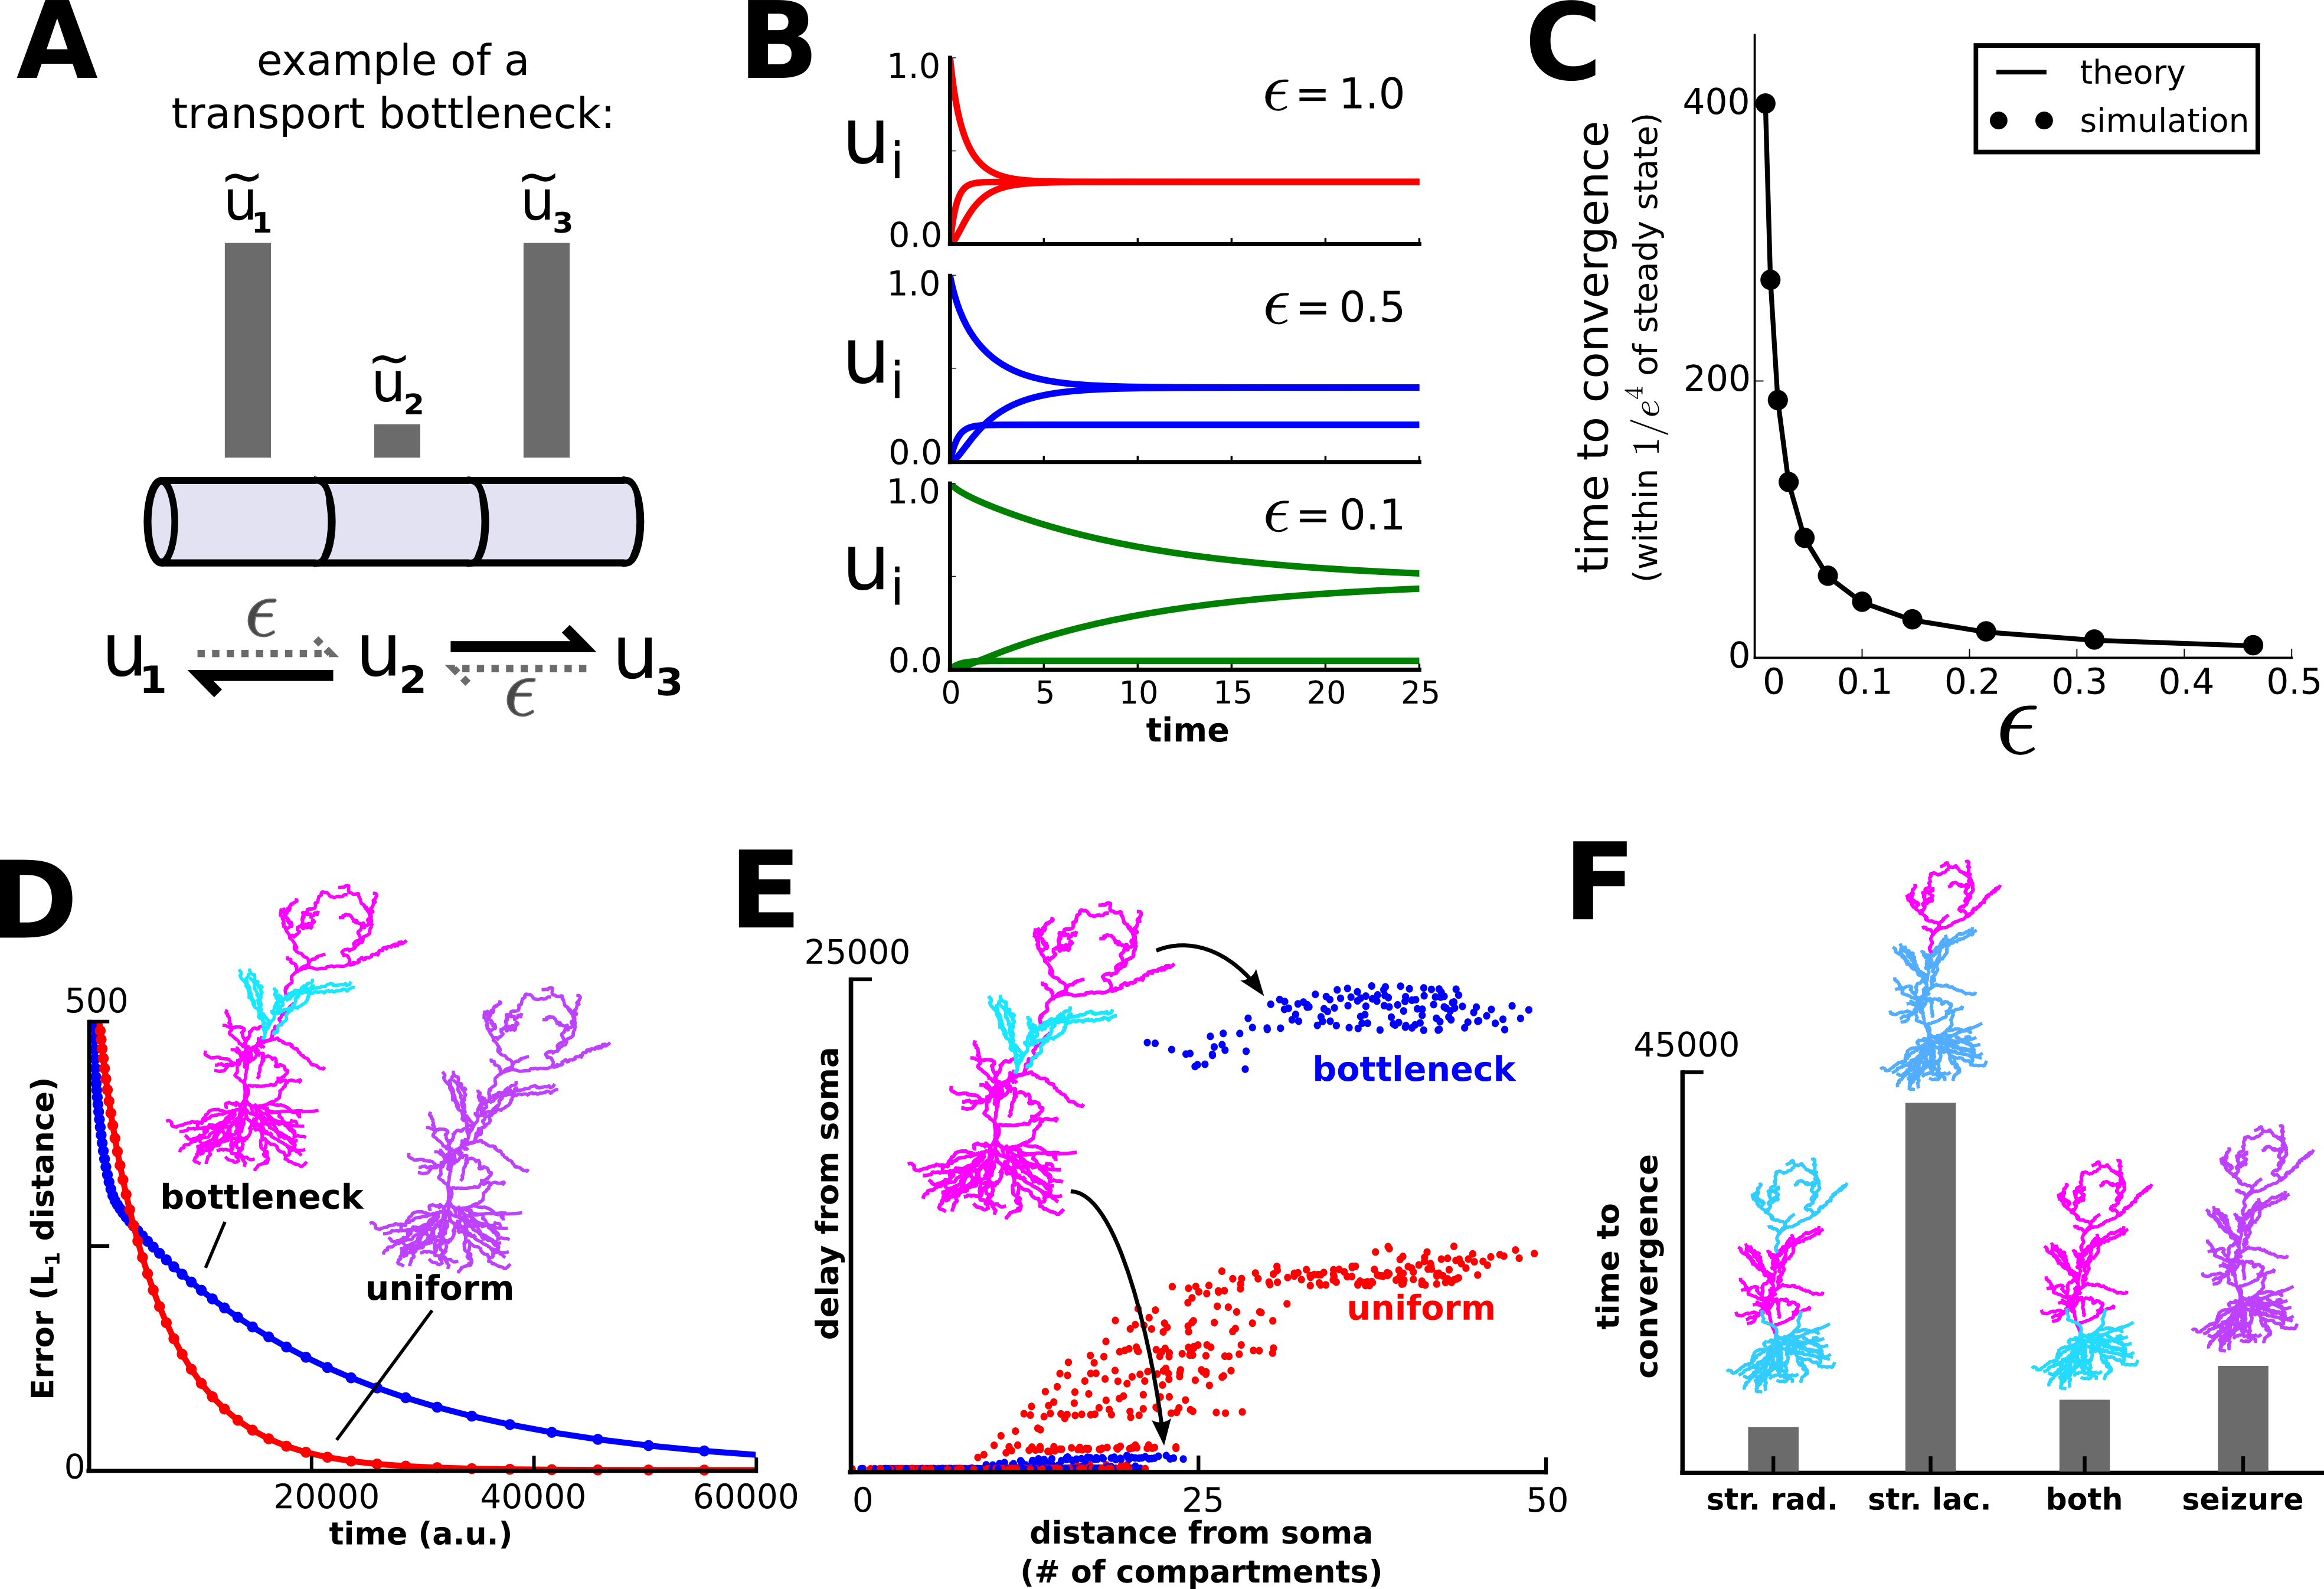 A
example of a
transport bottleneck:
ũ1
ũ2
ũ3
ϵ
u1
u2
u3
ϵ
B
1.0
ui
0.0
ϵ = 1.0
1.0
ui
0.0
ϵ = 0.5
1.0
ui
0.0
ϵ = 0.1
0 5 10 15 20 25
time
C
time to convergence
(within 1/e^4 of steady state)
400
200
0
theory
simulation
0 0.1 0.2 0.3 0.4 0.5
ϵ
D
500
0
Error (L1 distance)
bottleneck
uniform
20000 40000 60000
time (a.u.)
E
25000
delay from soma
bottleneck
uniform
0 25 50
distance from soma
(# of compartments)
F
45000
time to
convergence
str. rad. str. lac. both seizure